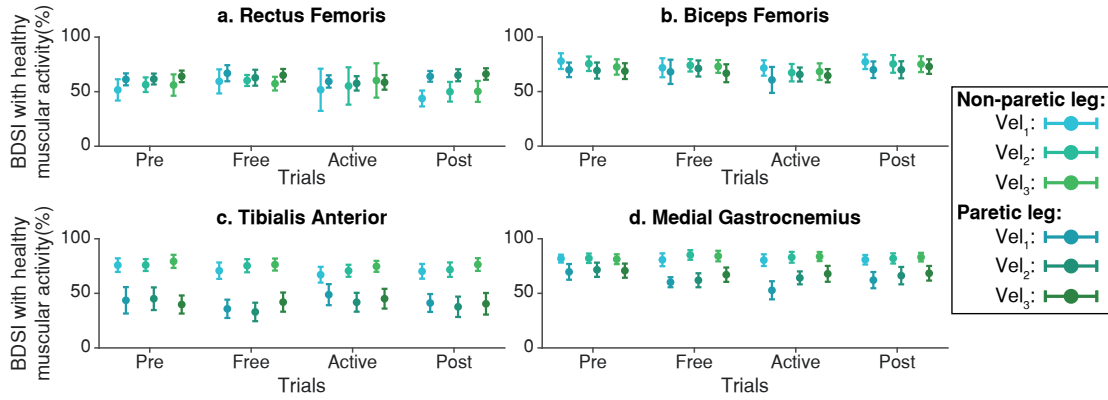 a. Rectus Femoris
BDSI with healthy
muscular activity(%)
100
50
0
Pre
Free
Active
Post
Trials
b. Biceps Femoris
100
50
0
Pre
Free
Active
Post
Trials
c. Tibialis Anterior
BDSI with healthy
muscular activity(%)
100
50
0
Pre
Free
Active
Post
Trials
d. Medial Gastrocnemius
100
50
0
Pre
Free
Active
Post
Trials
Non-paretic leg:
Vel₁:
Vel₂:
Vel₃:
Paretic leg:
Vel₁:
Vel₂:
Vel₃: